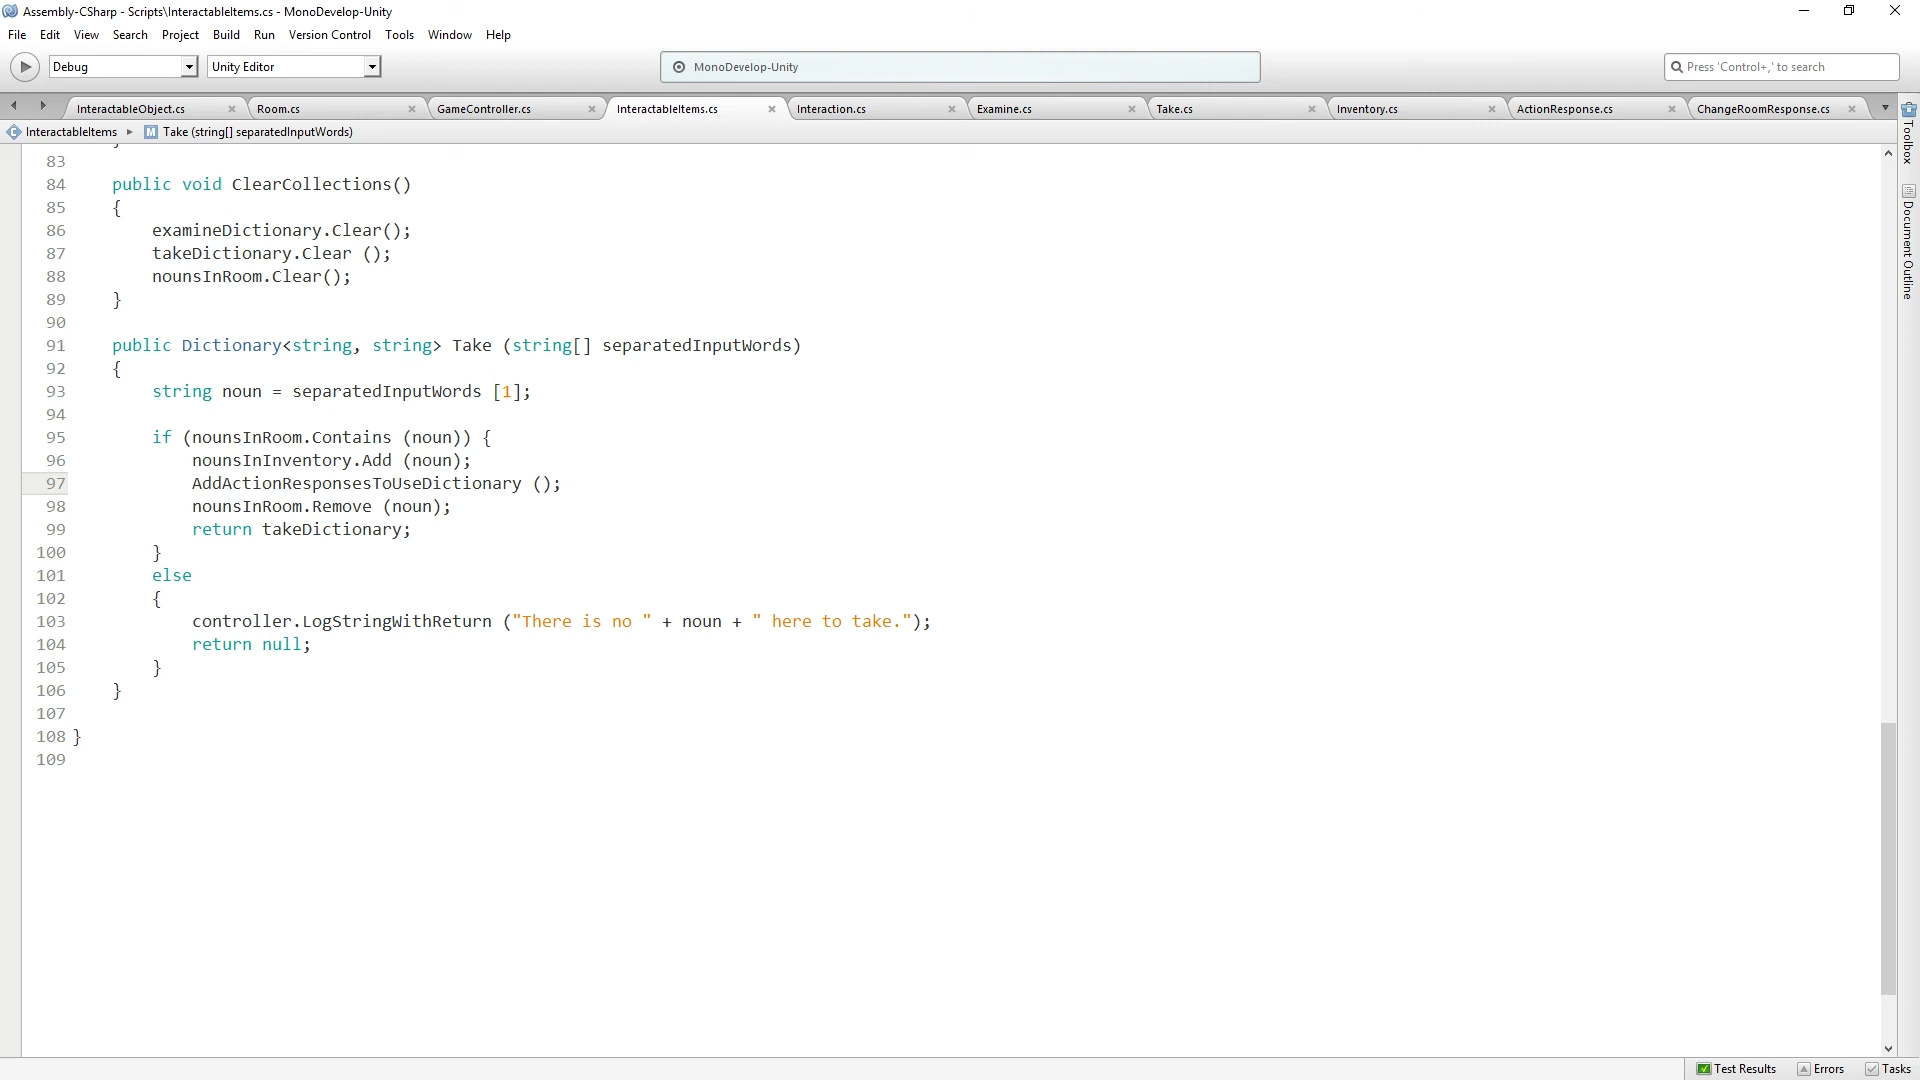 Assembly-CSharp - Scripts\InteractableItems.cs - MonoDevelop-Unity
File Edit View Search Project Build Run Version Control Tools Window Help
Debug Unity Editor MonoDevelop-Unity Press 'Control+,' to search
InteractableObject.cs Room.cs GameController.cs InteractableItems.cs Interaction.cs Examine.cs Take.cs Inventory.cs ActionResponse.cs ChangeRoomResponse.cs
InteractableItems M Take (string[] separatedInputWords)
Toolbox
Document Outline
83
84 public void ClearCollections()
85 {
86 examineDictionary.Clear();
87 takeDictionary.Clear ();
88 nounsInRoom.Clear();
89 }
90
91 public Dictionary<string, string> Take (string[] separatedInputWords)
92 {
93 string noun = separatedInputWords [1];
94
95 if (nounsInRoom.Contains (noun)) {
96 nounsInInventory.Add (noun);
97 AddActionResponsesToUseDictionary ();
98 nounsInRoom.Remove (noun);
99 return takeDictionary;
100 }
101 else
102 {
103 controller.LogStringWithReturn ("There is no " + noun + " here to take.");
104 return null;
105 }
106 }
107
108 }
109
Test Results Errors Tasks